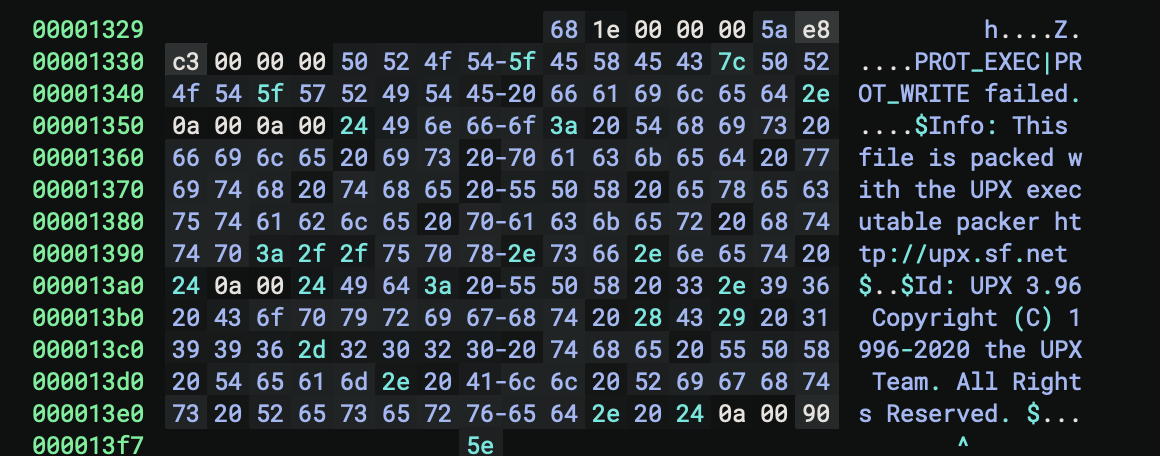 00001329 68 1e 00 00 00 5a e8 h....Z.
00001330 c3 00 00 00 50 52 4f 54-5f 45 58 45 43 7c 50 52 ....PROT_EXEC|PR
00001340 4f 54 5f 57 52 49 54 45-20 66 61 69 6c 65 64 2e OT_WRITE failed.
00001350 0a 00 0a 00 24 49 6e 66-6f 3a 20 54 68 69 73 20 ....$Info: This
00001360 66 69 6c 65 20 69 73 20-70 61 63 6b 65 64 20 77 file is packed w
00001370 69 74 68 20 74 68 65 20-55 50 58 20 65 78 65 63 ith the UPX exec
00001380 75 74 61 62 6c 65 20 70-61 63 6b 65 72 20 68 74 utable packer ht
00001390 74 70 3a 2f 2f 75 70 78-2e 73 66 2e 6e 65 74 20 tp://upx.sf.net
000013a0 24 0a 00 24 49 64 3a 20-55 50 58 20 33 2e 39 36 $..$Id: UPX 3.96
000013b0 20 43 6f 70 79 72 69 67-68 74 20 28 43 29 20 31 Copyright (C) 1
000013c0 39 39 36 2d 32 30 32 30-20 74 68 65 20 55 50 58 996-2020 the UPX
000013d0 20 54 65 61 6d 2e 20 41-6c 6c 20 52 69 67 68 74 Team. All Right
000013e0 73 20 52 65 73 65 72 76-65 64 2e 20 24 0a 00 90 s Reserved. $...
000013f7 5e ^